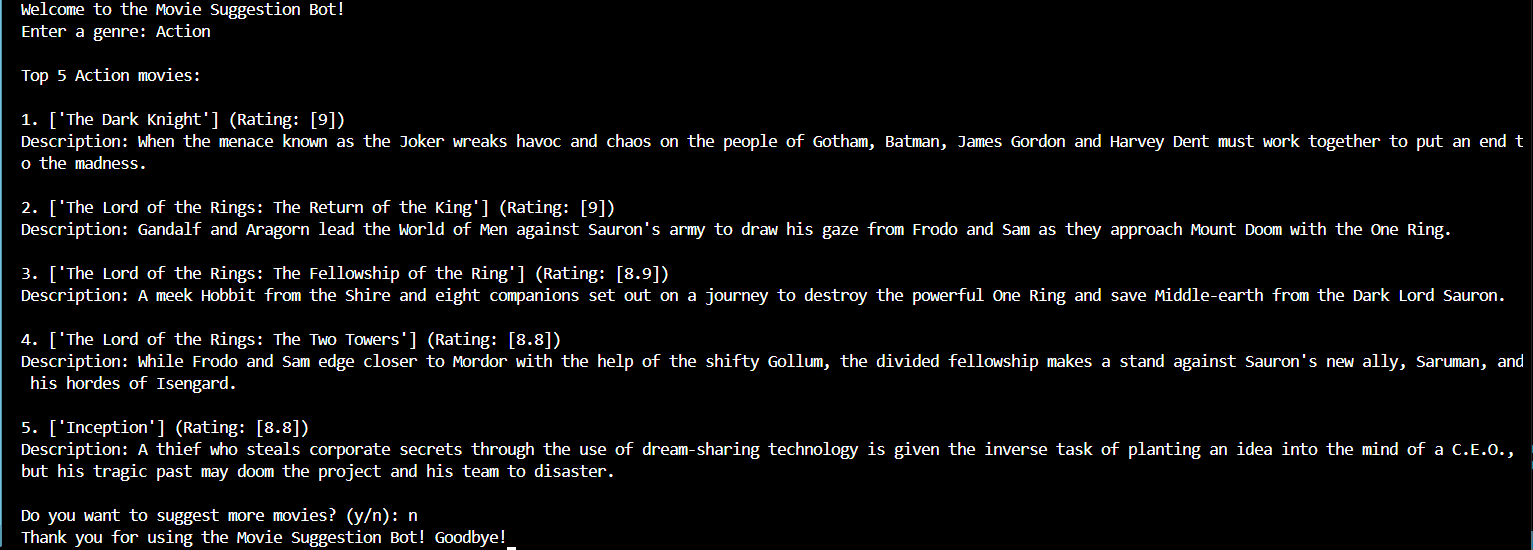 Welcome to the Movie Suggestion Bot!
Enter a genre: Action
Top 5 Action movies:
1. ['The Dark Knight'] (Rating: [9])
Description: When the menace known as the Joker wreaks havoc and chaos on the people of Gotham, Batman, James Gordon and Harvey Dent must work together to put an end t
o the madness.
2. ['The Lord of the Rings: The Return of the King'] (Rating: [9])
Description: Gandalf and Aragorn lead the World of Men against Sauron's army to draw his gaze from Frodo and Sam as they approach Mount Doom with the One Ring.
3. ['The Lord of the Rings: The Fellowship of the Ring'] (Rating: [8.9])
Description: A meek Hobbit from the Shire and eight companions set out on a journey to destroy the powerful One Ring and save Middle-earth from the Dark Lord Sauron.
4. ['The Lord of the Rings: The Two Towers'] (Rating: [8.8])
Description: While Frodo and Sam edge closer to Mordor with the help of the shifty Gollum, the divided fellowship makes a stand against Sauron's new ally, Saruman, and
his hordes of Isengard.
5. ['Inception'] (Rating: [8.8])
Description: A thief who steals corporate secrets through the use of dream-sharing technology is given the inverse task of planting an idea into the mind of a C.E.O.,
but his tragic past may doom the project and his team to disaster.
Do you want to suggest more movies? (y/n): n
Thank you for using the Movie Suggestion Bot! Goodbye!